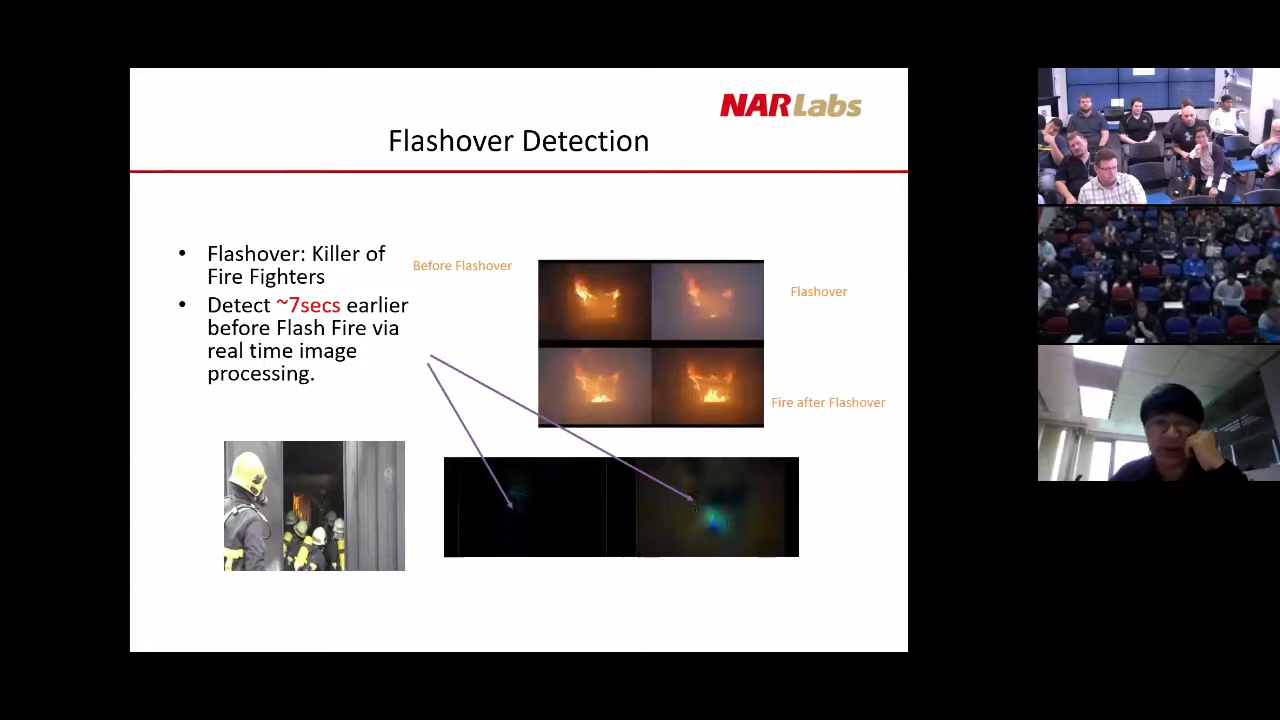 NARLabs
Flashover Detection
• Flashover: Killer of
Fire Fighters
• Detect ~7secs earlier
before Flash Fire via
real time image
processing.
Before Flashover
Flashover
Fire after Flashover